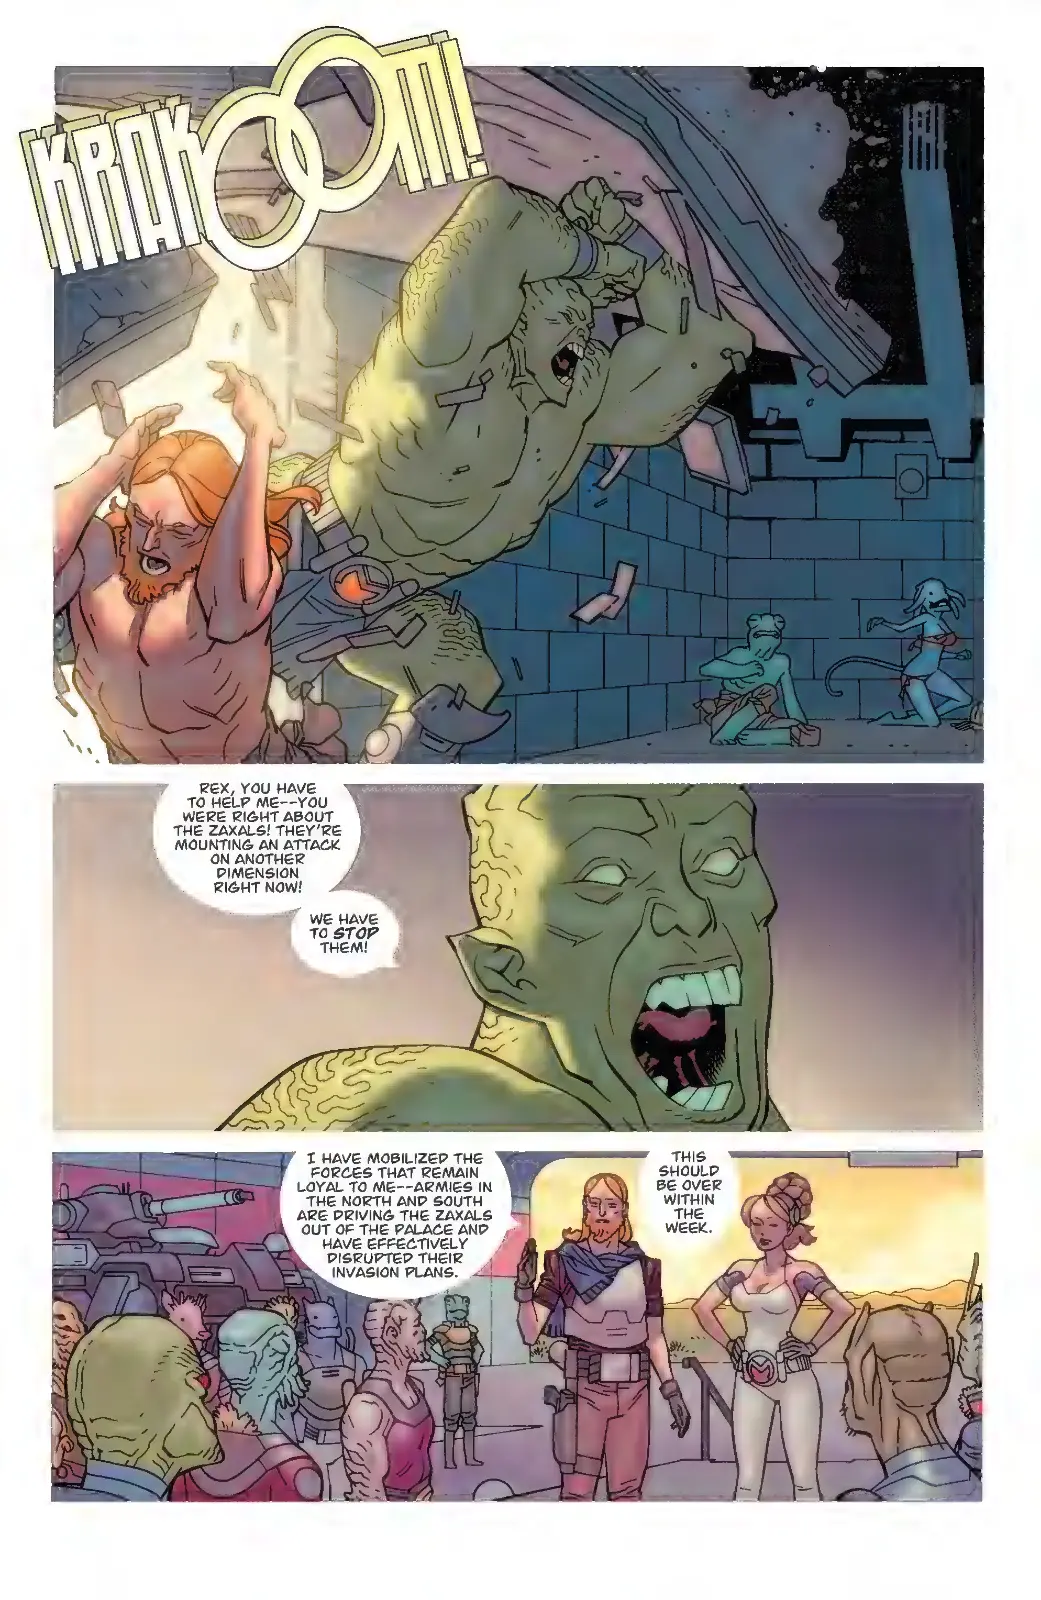 KRAKOOM!
REX, YOU HAVE
TO HELP ME--YOU
WERE RIGHT ABOUT
THE ZAXALS! THEY'RE
MOUNTING AN ATTACK
ON ANOTHER
DIMENSION
RIGHT NOW!
WE HAVE
TO STOP
THEM!
I HAVE MOBILIZED THE
FORCES THAT REMAIN
LOYAL TO ME--ARMIES IN
THE NORTH AND SOUTH
ARE DRIVING THE ZAXALS
OUT OF THE PALACE AND
HAVE EFFECTIVELY
DISRUPTED THEIR
INVASION PLANS.
THIS
SHOULD
BE OVER
WITHIN
THE
WEEK.